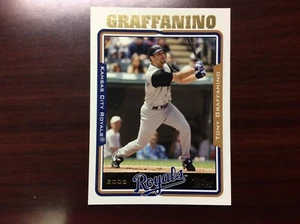 GRAFFANINO
KANSAS CITY ROYALS®
TONY GRAFFANINO
2005
Royals